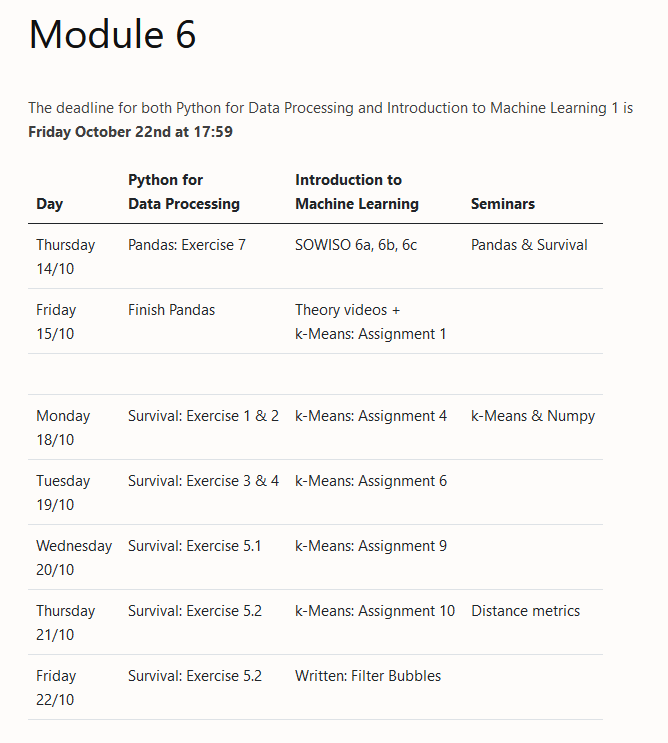 Module 6
The deadline for both Python for Data Processing and Introduction to Machine Learning 1 is
Friday October 22nd at 17:59
Day Python for Data Processing Introduction to Machine Learning Seminars
Thursday 14/10 Pandas: Exercise 7 SOWISO 6a, 6b, 6c Pandas & Survival
Friday 15/10 Finish Pandas Theory videos + k-Means: Assignment 1
Monday 18/10 Survival: Exercise 1 & 2 k-Means: Assignment 4 k-Means & Numpy
Tuesday 19/10 Survival: Exercise 3 & 4 k-Means: Assignment 6
Wednesday 20/10 Survival: Exercise 5.1 k-Means: Assignment 9
Thursday 21/10 Survival: Exercise 5.2 k-Means: Assignment 10 Distance metrics
Friday 22/10 Survival: Exercise 5.2 Written: Filter Bubbles